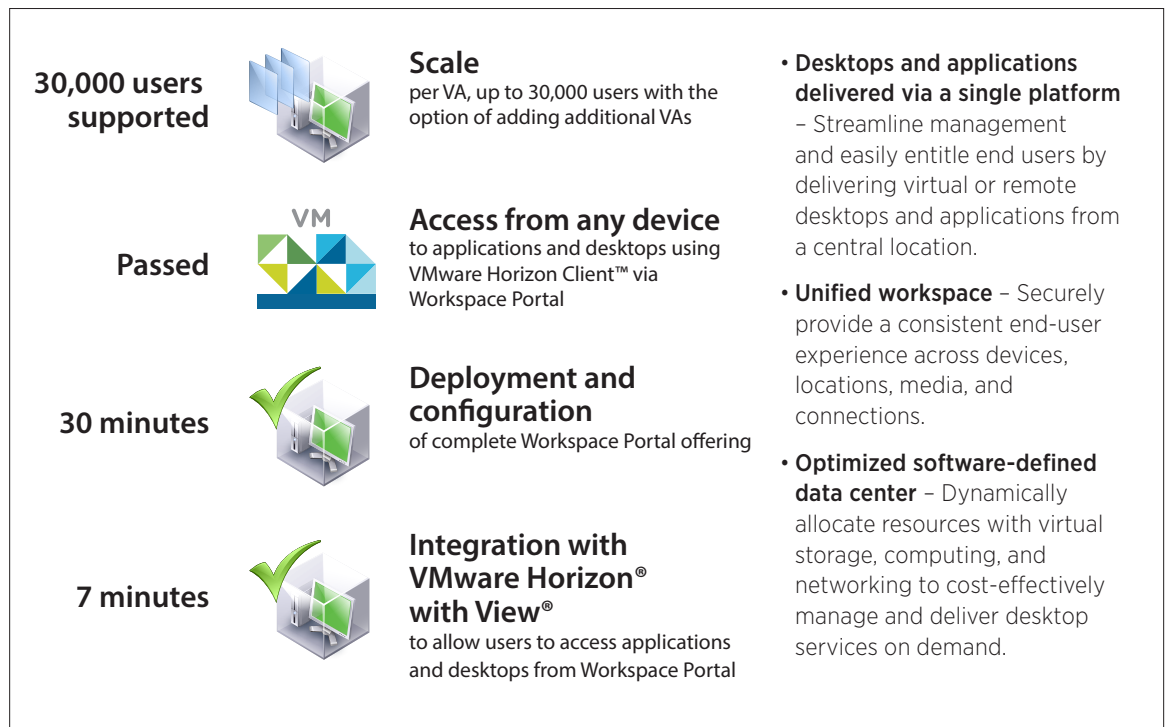 30,000 users
supported
Scale
per VA, up to 30,000 users with the
option of adding additional VAs
Passed
VM
Access from any device
to applications and desktops using
VMware Horizon Client™ via
Workspace Portal
30 minutes
Deployment and
configuration
of complete Workspace Portal offering
7 minutes
Integration with
VMware Horizon®
with View®
to allow users to access applications
and desktops from Workspace Portal
• Desktops and applications
delivered via a single platform
– Streamline management
and easily entitle end users by
delivering virtual or remote
desktops and applications from
a central location.
• Unified workspace – Securely
provide a consistent end-user
experience across devices,
locations, media, and
connections.
• Optimized software-defined
data center – Dynamically
allocate resources with virtual
storage, computing, and
networking to cost-effectively
manage and deliver desktop
services on demand.